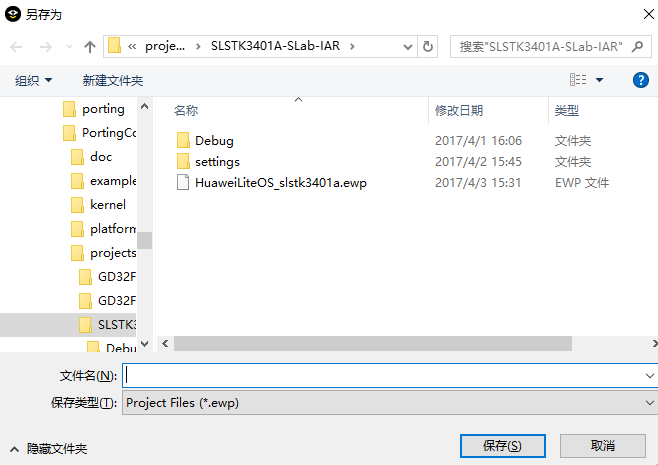 另存为
« proje... › SLSTK3401A-SLab-IAR ›
搜索"SLSTK3401A-SLab-IAR"
组织 新建文件夹
名称 修改日期 类型
porting
PortingCo
doc
example
kernel
platform
projects
GD32F
GD32F
SLSTK3
Debu
Debug 2017/4/1 16:06 文件夹
settings 2017/4/2 15:45 文件夹
HuaweiLiteOS_slstk3401a.ewp 2017/4/3 15:31 EWP 文件
文件名(N):
保存类型(T): Project Files (*.ewp)
隐藏文件夹 保存(S) 取消